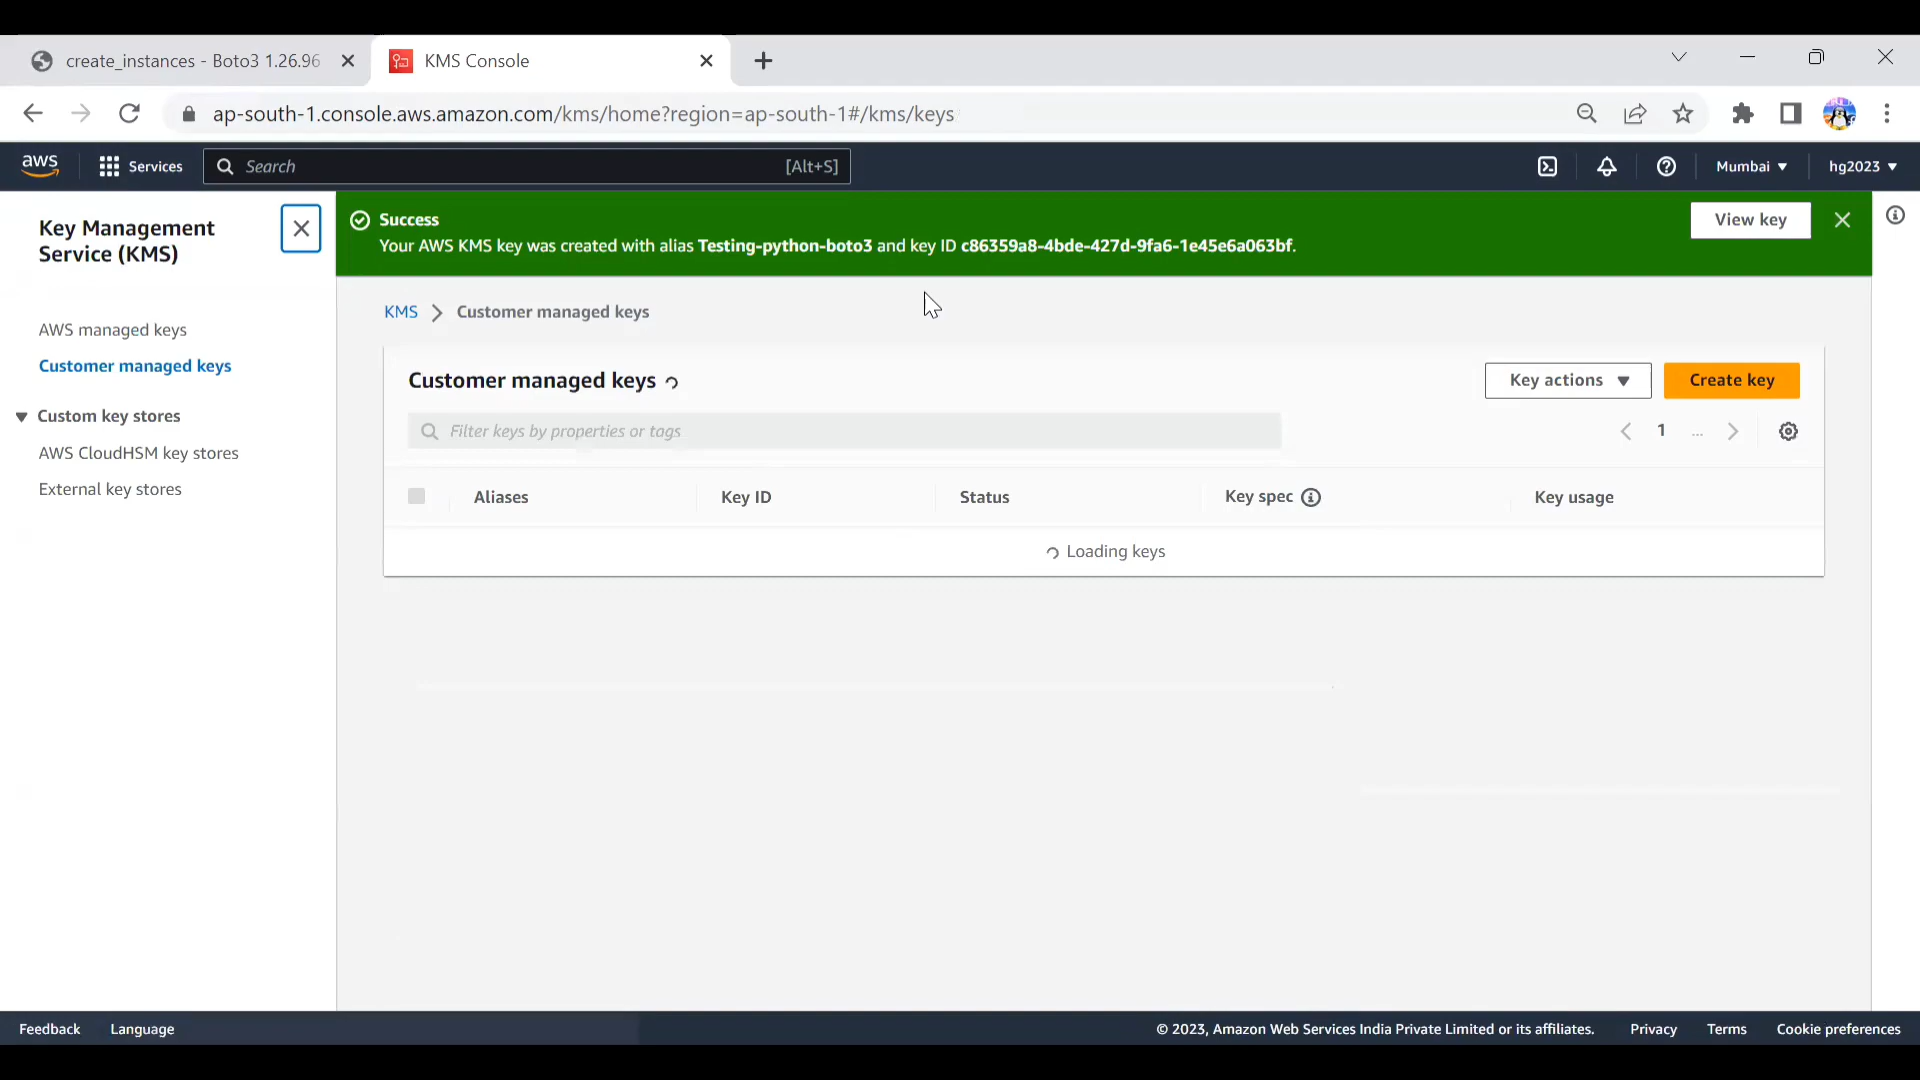 create_instances - Boto3 1.26.96
KMS Console
ap-south-1.console.aws.amazon.com/kms/home?region=ap-south-1#/kms/keys
aws
Services
Search
[Alt+S]
Mumbai
hg2023
Key Management
Service (KMS)
AWS managed keys
Customer managed keys
Custom key stores
AWS CloudHSM key stores
External key stores
Success
Your AWS KMS key was created with alias Testing-python-boto3 and key ID c86359a8-4bde-427d-9fa6-1e45e6a063bf.
View key
KMS > Customer managed keys
Customer managed keys
Key actions
Create key
Filter keys by properties or tags
1 ...
Aliases Key ID Status Key spec Key usage
Loading keys
Feedback Language
© 2023, Amazon Web Services India Private Limited or its affiliates. Privacy Terms Cookie preferences